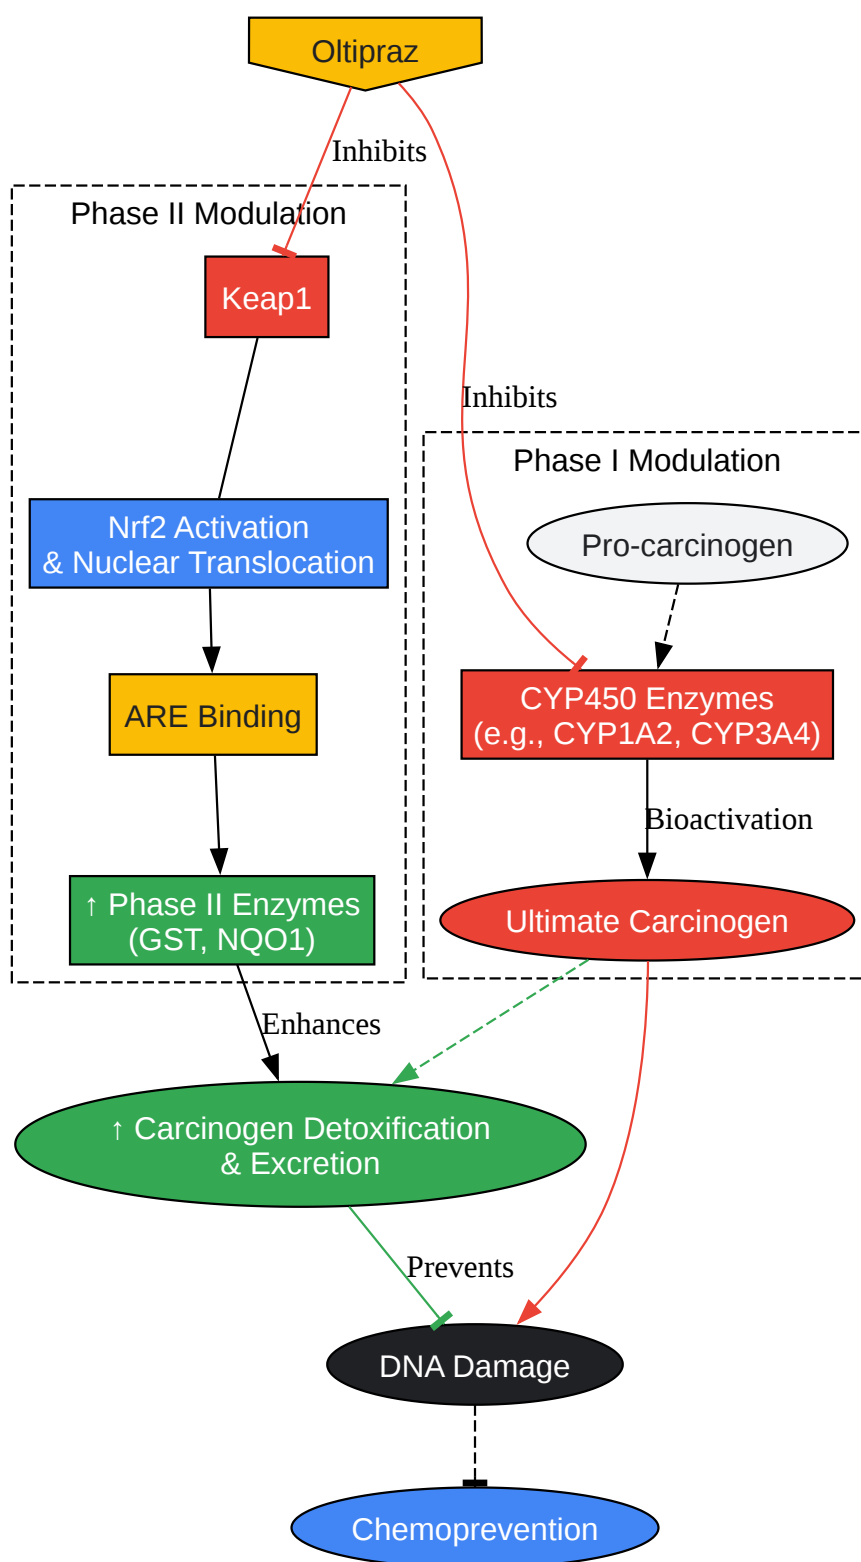 Oltipraz
Inhibits
Phase II Modulation
Keap1
Inhibits
Phase I Modulation
Nrf2 Activation
& Nuclear Translocation
Pro-carcinogen
ARE Binding
CYP450 Enzymes
(e.g., CYP1A2, CYP3A4)
Bioactivation
↑ Phase II Enzymes
(GST, NQO1)
Ultimate Carcinogen
Enhances
↑ Carcinogen Detoxification
& Excretion
Prevents
DNA Damage
Chemoprevention